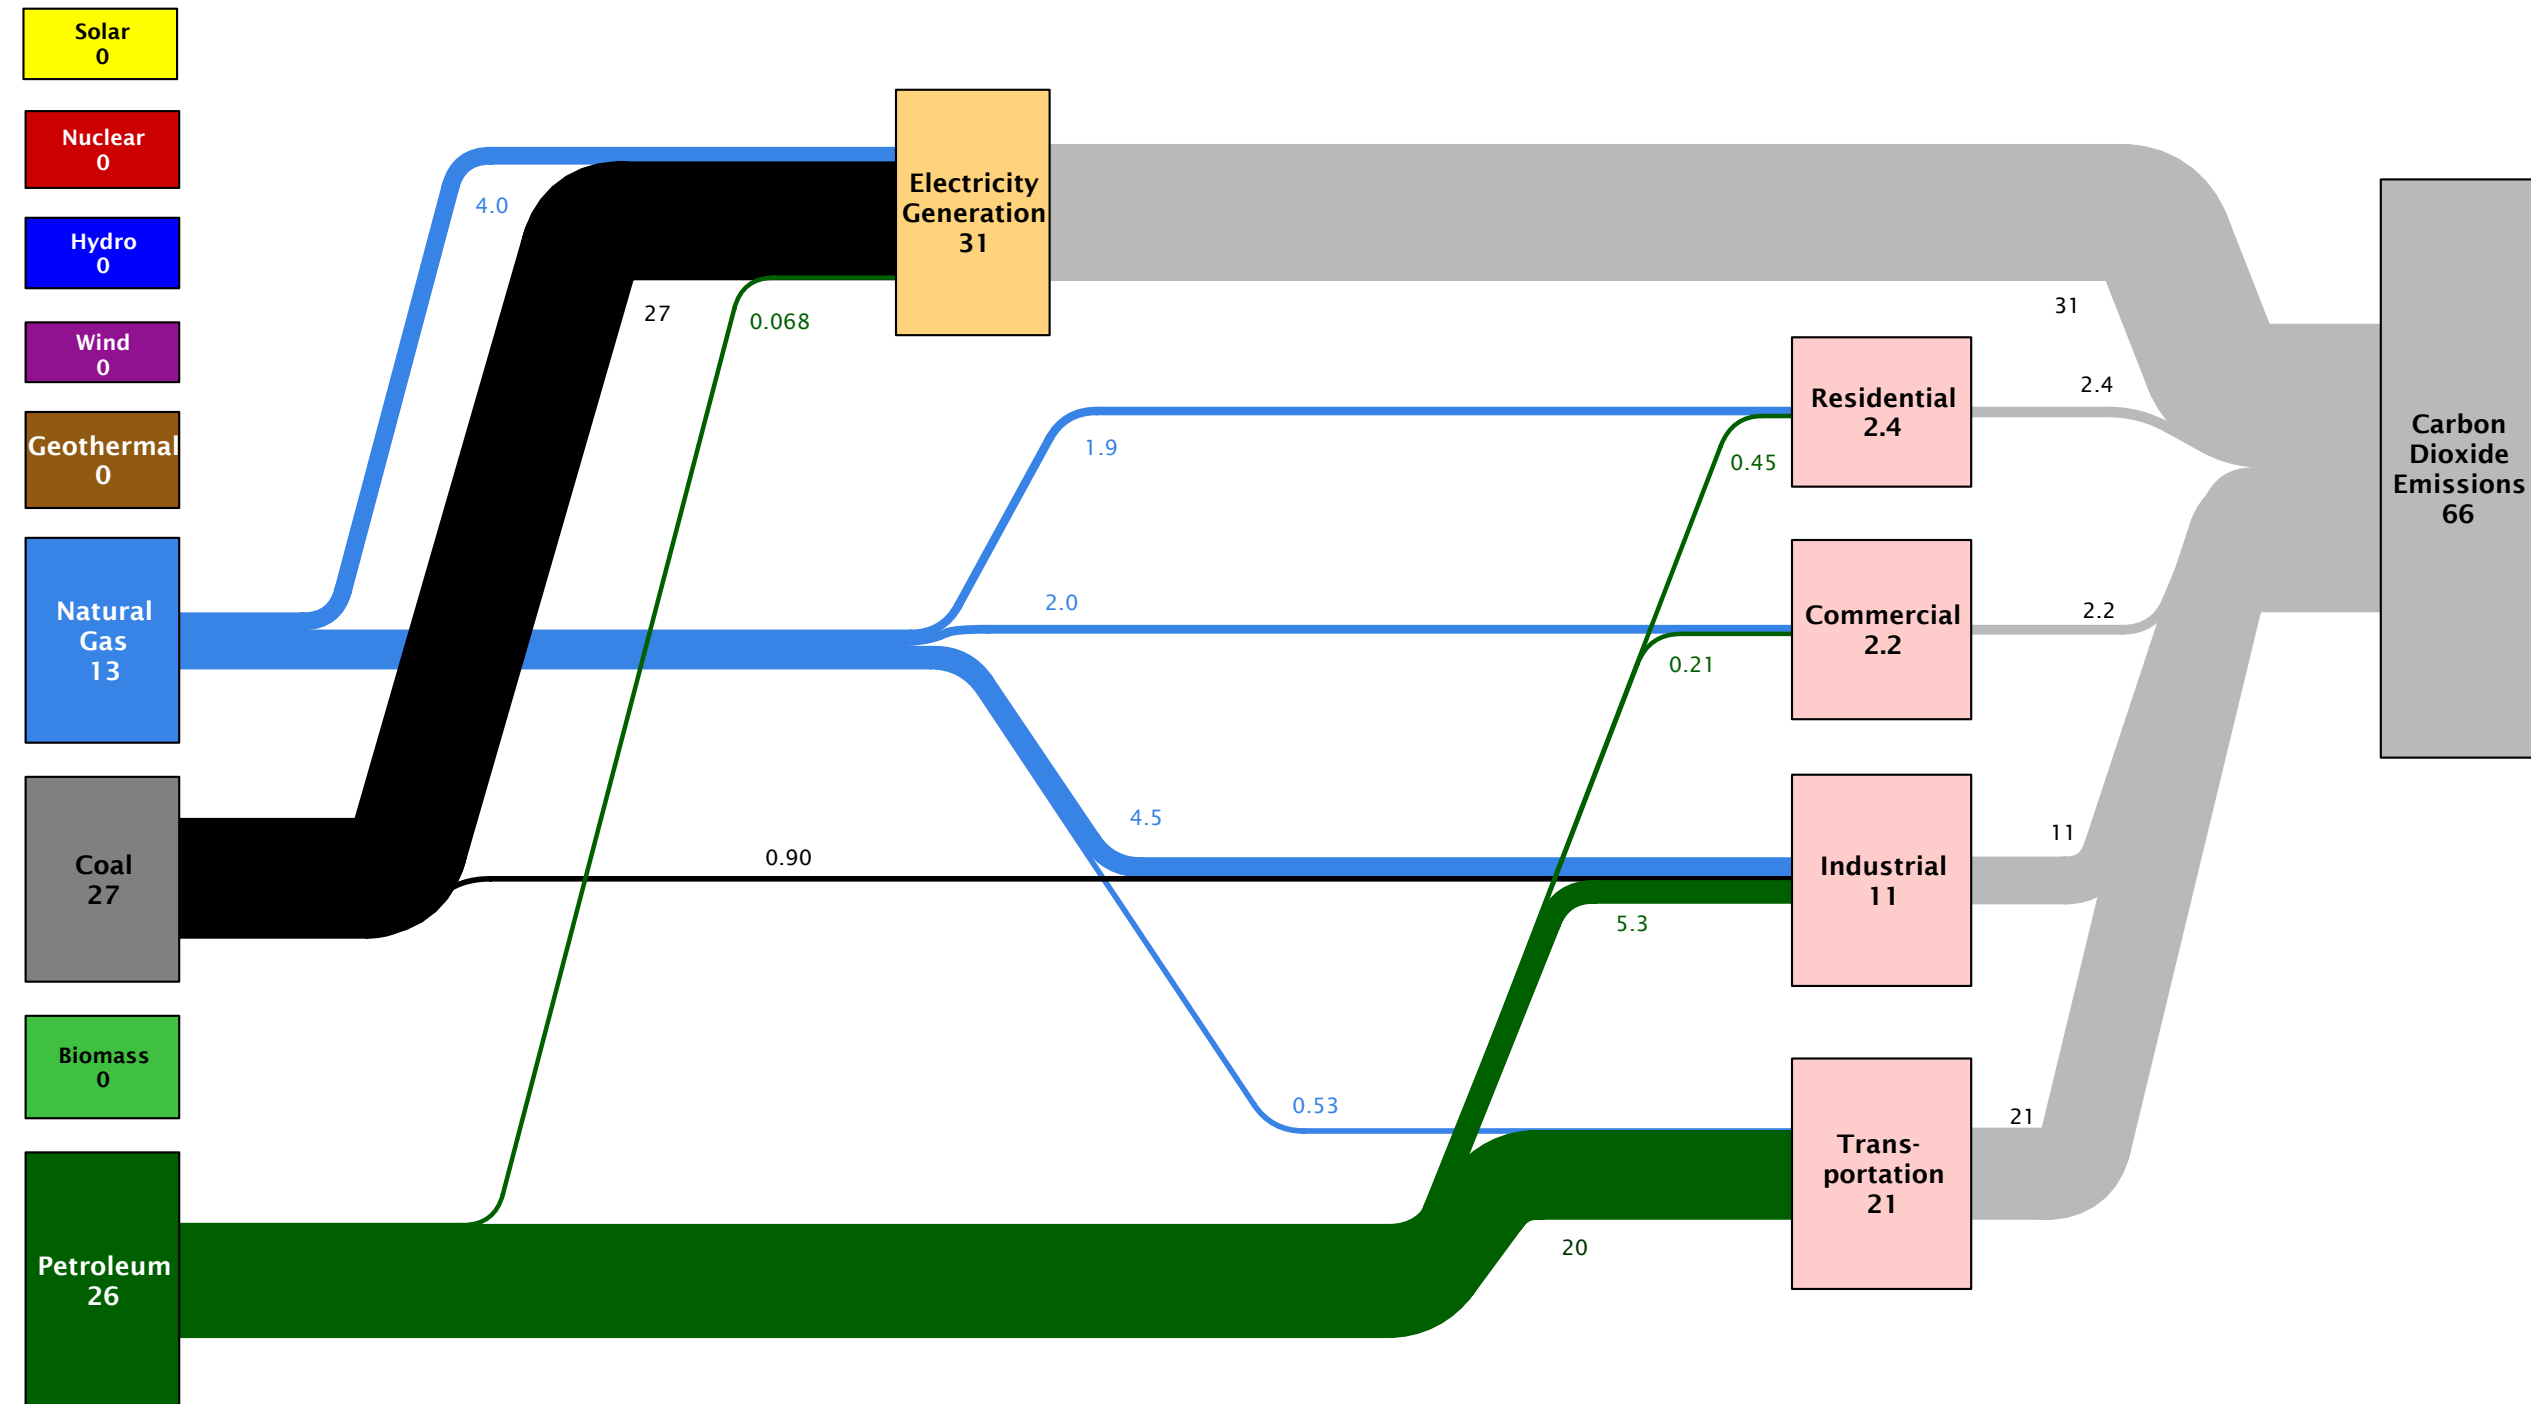 Solar
0
Nuclear
0
Hydro
0
Wind
0
Geothermal
0
Natural
Gas
13
Coal
27
Biomass
0
Petroleum
26
4.0
27
0.068
Electricity
Generation
31
1.9
2.0
4.5
0.90
0.53
0.45
0.21
5.3
20
Residential
2.4
Commercial
2.2
Industrial
11
Trans-
portation
21
31
2.4
2.2
11
21
Carbon
Dioxide
Emissions
66